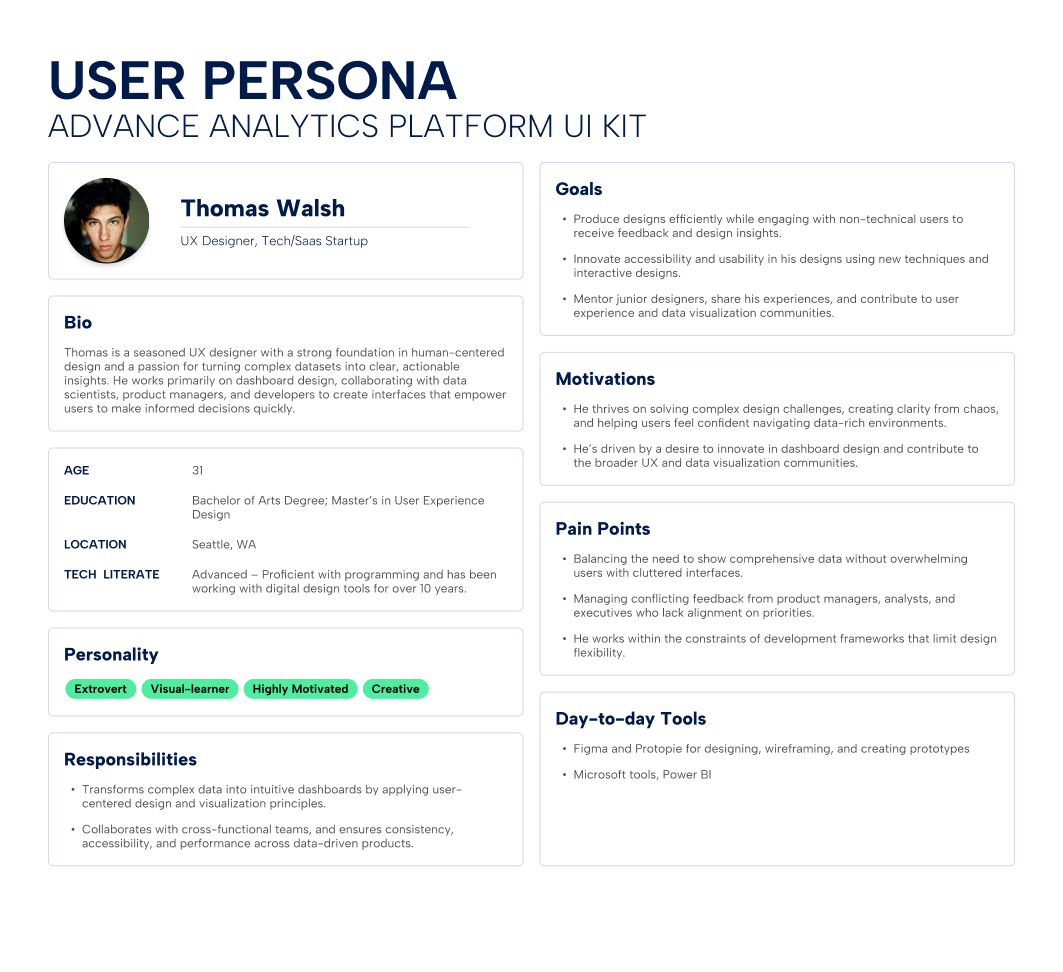 USER PERSONA
ADVANCE ANALYTICS PLATFORM UI KIT
Thomas Walsh
UX Designer, Tech/Saas Startup
Bio
Thomas is a seasoned UX designer with a strong foundation in human-centered
design and a passion for turning complex datasets into clear, actionable
insights. He works primarily on dashboard design, collaborating with data
scientists, product managers, and developers to create interfaces that empower
users to make informed decisions quickly.
AGE 31
EDUCATION Bachelor of Arts Degree; Master's in User Experience
Design
LOCATION Seattle, WA
TECH LITERATE Advanced – Proficient with programming and has been
working with digital design tools for over 10 years.
Personality
Extrovert Visual-learner Highly Motivated Creative
Responsibilities
• Transforms complex data into intuitive dashboards by applying user-
centered design and visualization principles.
• Collaborates with cross-functional teams, and ensures consistency,
accessibility, and performance across data-driven products.
Goals
• Produce designs efficiently while engaging with non-technical users to
receive feedback and design insights.
• Innovate accessibility and usability in his designs using new techniques and
interactive designs.
• Mentor junior designers, share his experiences, and contribute to user
experience and data visualization communities.
Motivations
• He thrives on solving complex design challenges, creating clarity from chaos,
and helping users feel confident navigating data-rich environments.
• He's driven by a desire to innovate in dashboard design and contribute to
the broader UX and data visualization communities.
Pain Points
• Balancing the need to show comprehensive data without overwhelming
users with cluttered interfaces.
• Managing conflicting feedback from product managers, analysts, and
executives who lack alignment on priorities.
• He works within the constraints of development frameworks that limit design
flexibility.
Day-to-day Tools
• Figma and Protopie for designing, wireframing, and creating prototypes
• Microsoft tools, Power BI